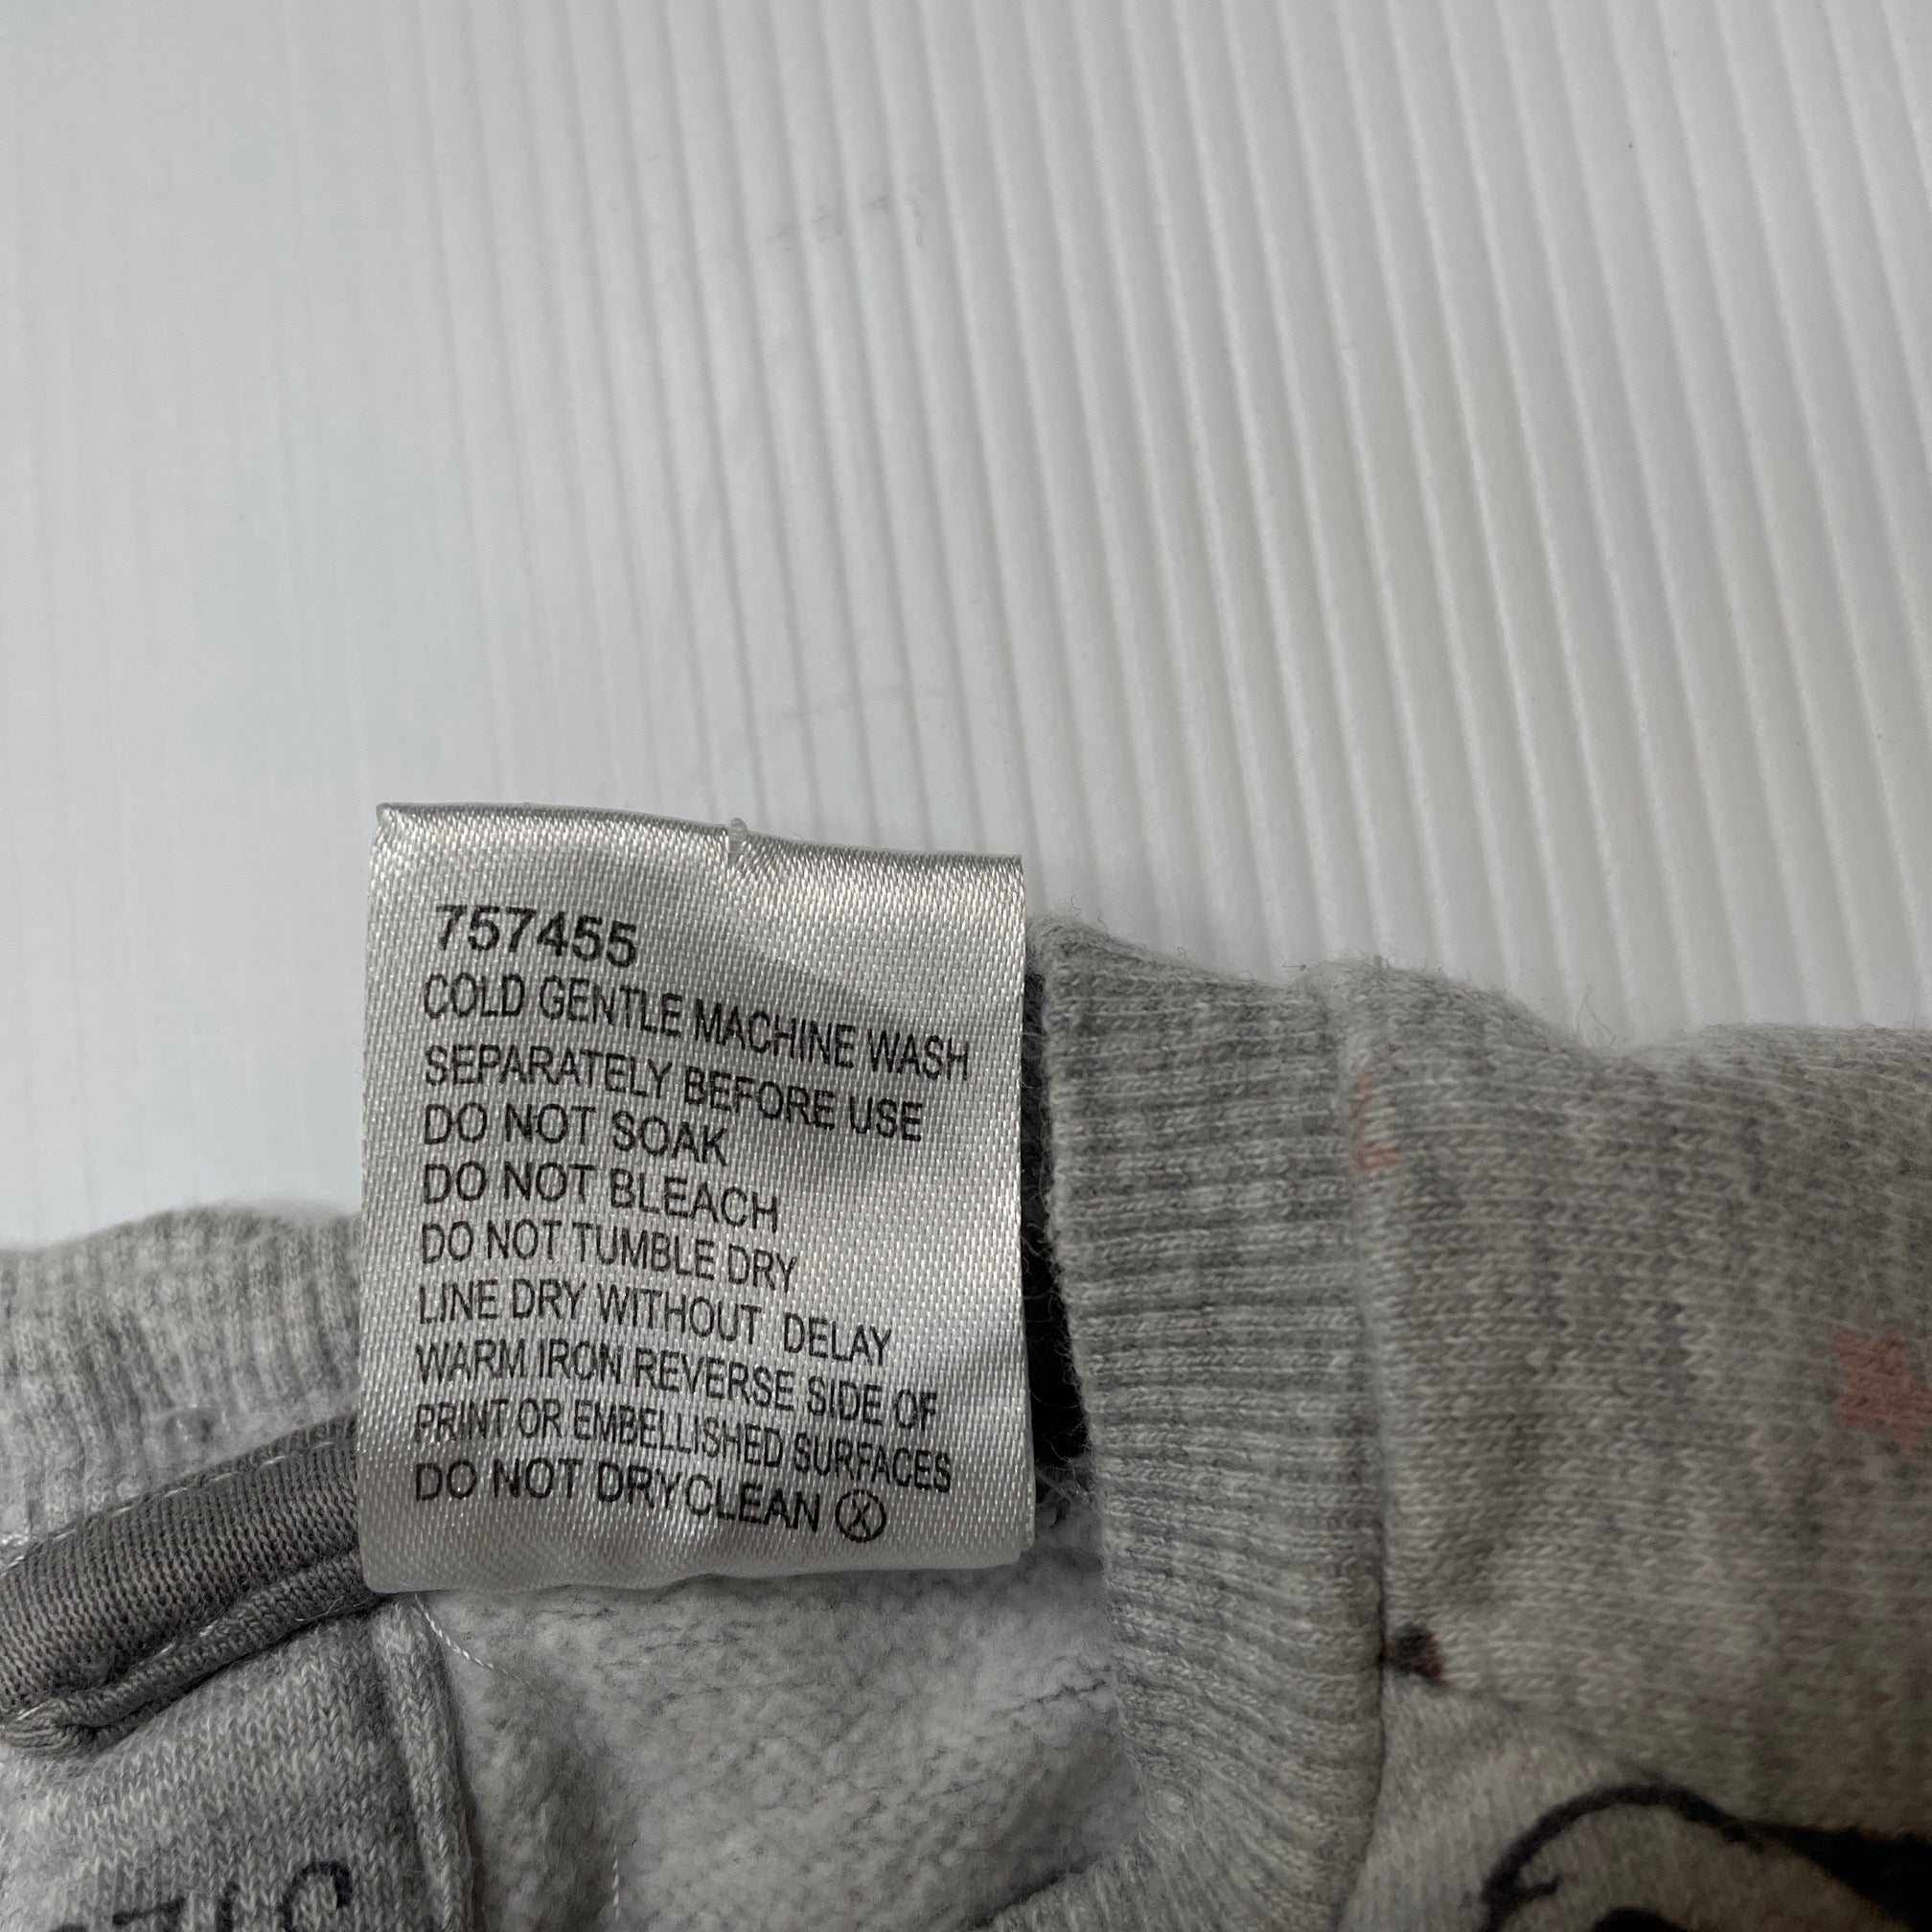 757455
COLD GENTLE MACHINE WASH
SEPARATELY BEFORE USE
DO NOT SOAK
DO NOT BLEACH
DO NOT TUMBLE DRY
LINE DRY WITHOUT DELAY
WARM IRON REVERSE SIDE OF
PRINT OR EMBELLISHED SURFACES
DO NOT DRYCLEAN Ⓧ